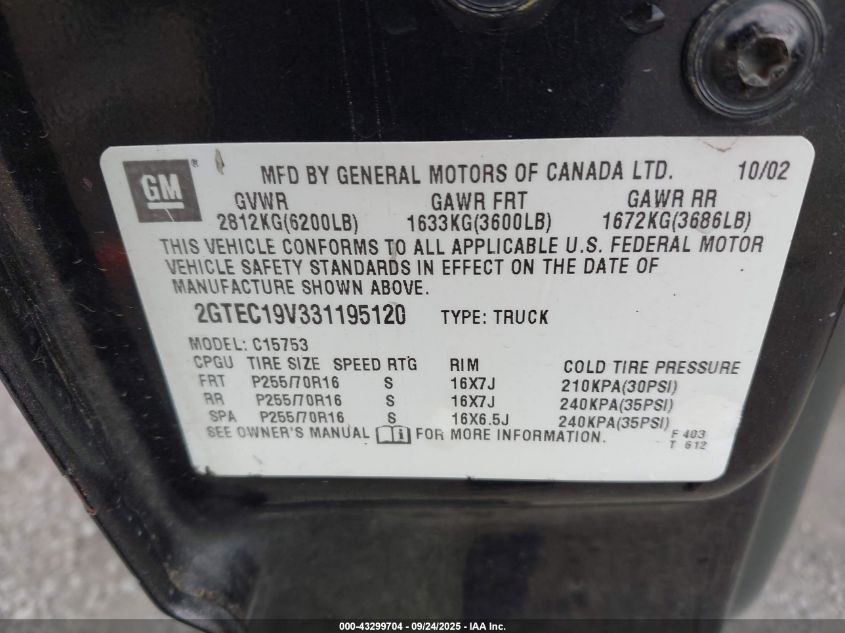 GM ® MFD BY GENERAL MOTORS OF CANADA LTD. 10/02
GVWR GAWR FRT GAWR RR
2812KG(6200LB) 1633KG(3600LB) 1672KG(3686LB)
THIS VEHICLE CONFORMS TO ALL APPLICABLE U.S. FEDERAL MOTOR
VEHICLE SAFETY STANDARDS IN EFFECT ON THE DATE OF
MANUFACTURE SHOWN ABOVE.
2GTEC19V331195120 TYPE: TRUCK
MODEL: C15753
CPGU TIRE SIZE SPEED RTG RIM COLD TIRE PRESSURE
FRT P255/70R16 S 16X7J 210KPA(30PSI)
RR P255/70R16 S 16X7J 240KPA(35PSI)
SPA P255/70R16 S 16X6.5J 240KPA(35PSI)
SEE OWNER'S MANUAL FOR MORE INFORMATION.
F 403
T 612
000-43299704 - 09/24/2025 - IAA Inc.